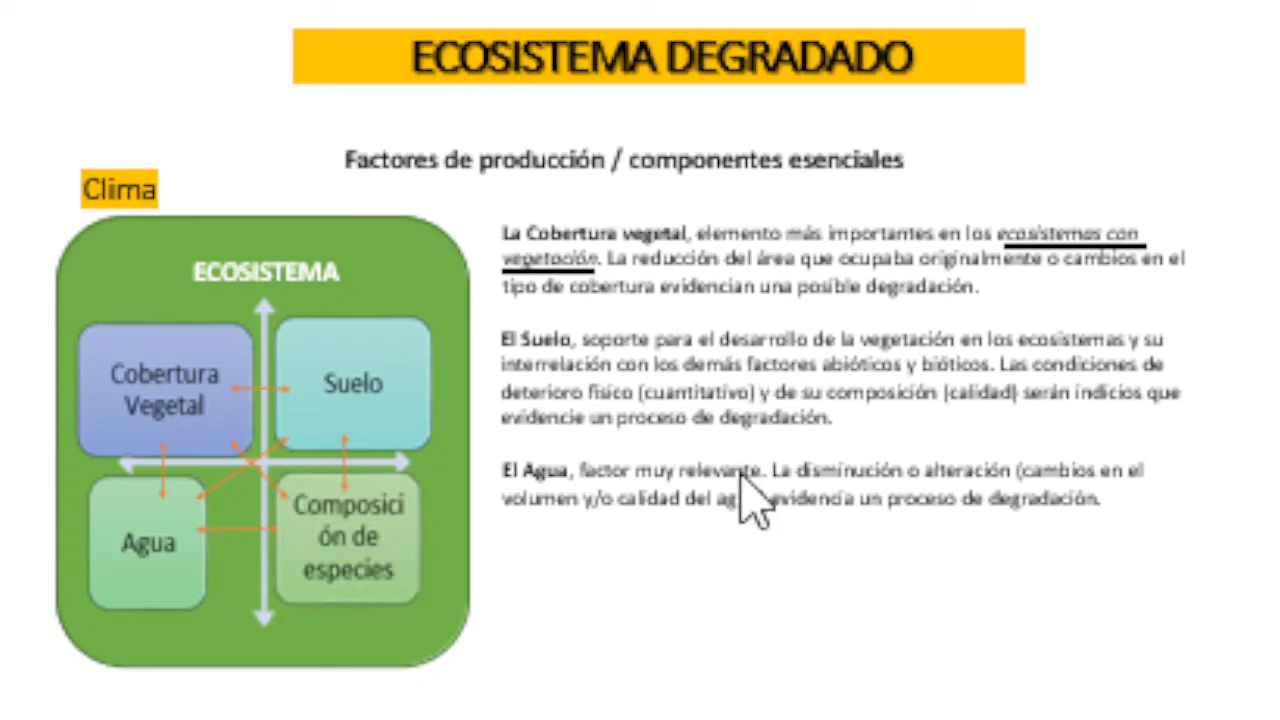 ECOSISTEMA DEGRADADO
Factores de producción / componentes esenciales
Clima
ECOSISTEMA
Cobertura
Vegetal
Suelo
Agua
Composici
ón de
especies
La Cobertura vegetal, elemento más importantes en los ecosistemas con
vegetación. La reducción del área que ocupaba originalmente o cambios en el
tipo de cobertura evidencian una posible degradación.
El Suelo, soporte para el desarrollo de la vegetación en los ecosistemas y su
interrelación con los demás factores abióticos y bióticos. Las condiciones de
deterioro físico (cuantitativo) y de su composición (calidad) serán indicios que
evidencie un proceso de degradación.
El Agua, factor muy relevante. La disminución o alteración (cambios en el
volumen y/o calidad del evidencia un proceso de degradación.